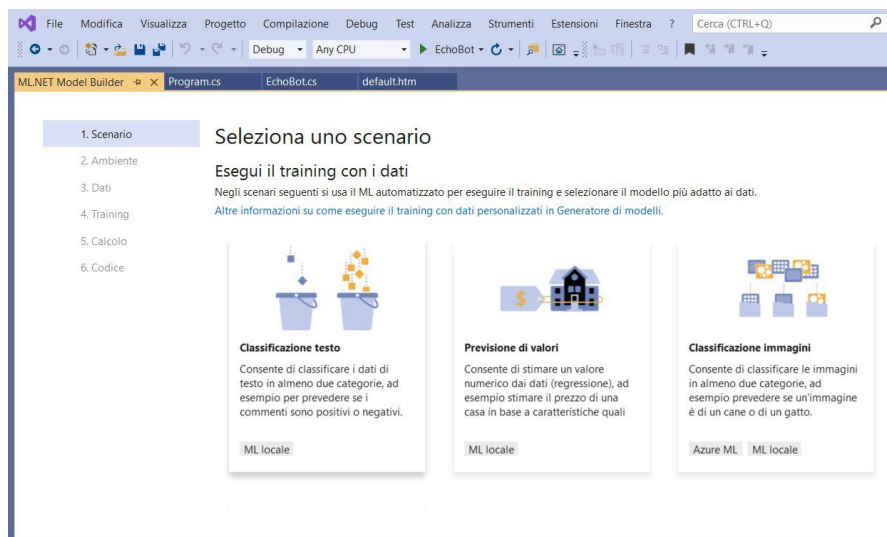 File Modifica Visualizza Progetto Compilazione Debug Test Analizza Strumenti Estensioni Finestra ? Cerca (CTRL+Q)
Debug Any CPU EchoBot
ML.NET Model Builder Program.cs EchoBot.cs default.htm
1. Scenario
2. Ambiente
3. Dati
4. Training
5. Calcolo
6. Codice
Seleziona uno scenario
Esegui il training con i dati
Negli scenari seguenti si usa il ML automatizzato per eseguire il training e selezionare il modello più adatto ai dati.
Altre informazioni su come eseguire il training con dati personalizzati in Generatore di modelli.
Classificazione testo
Consente di classificare i dati di
testo in almeno due categorie, ad
esempio per prevedere se i
commenti sono positivi o negativi.
ML locale
$
Previsione di valori
Consente di stimare un valore
numerico dai dati (regressione), ad
esempio stimare il prezzo di una
casa in base a caratteristiche quali
ML locale
Classificazione immagini
Consente di classificare le immagini
in almeno due categorie, ad
esempio prevedere se un'immagine
è di un cane o di un gatto.
Azure ML ML locale